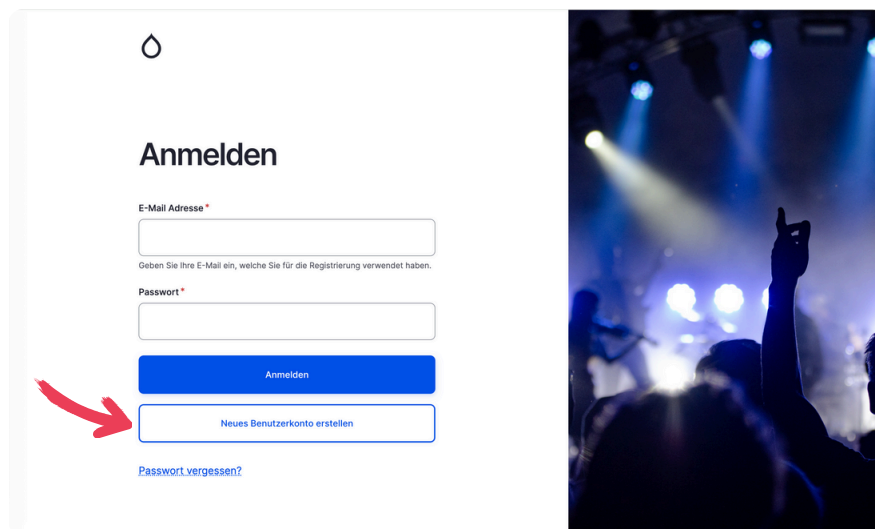 Anmelden
E-Mail Adresse *
Geben Sie Ihre E-Mail ein, welche Sie für die Registrierung verwendet haben.
Passwort *
Anmelden
Neues Benutzerkonto erstellen
Passwort vergessen?